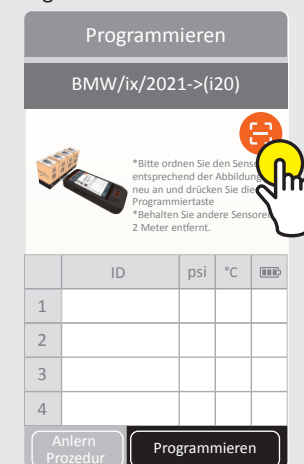 Programmieren
BMW/ix/2021->(i20)
*Bitte ordnen Sie den
entsprechend der Abbildung
neu an und drücken Sie die
Programmiertaste
*Behalten Sie andere Sensoren
2 Meter entfernt.
ID psi °C
1
2
3
4
Anlern
Prozedur
Programmieren